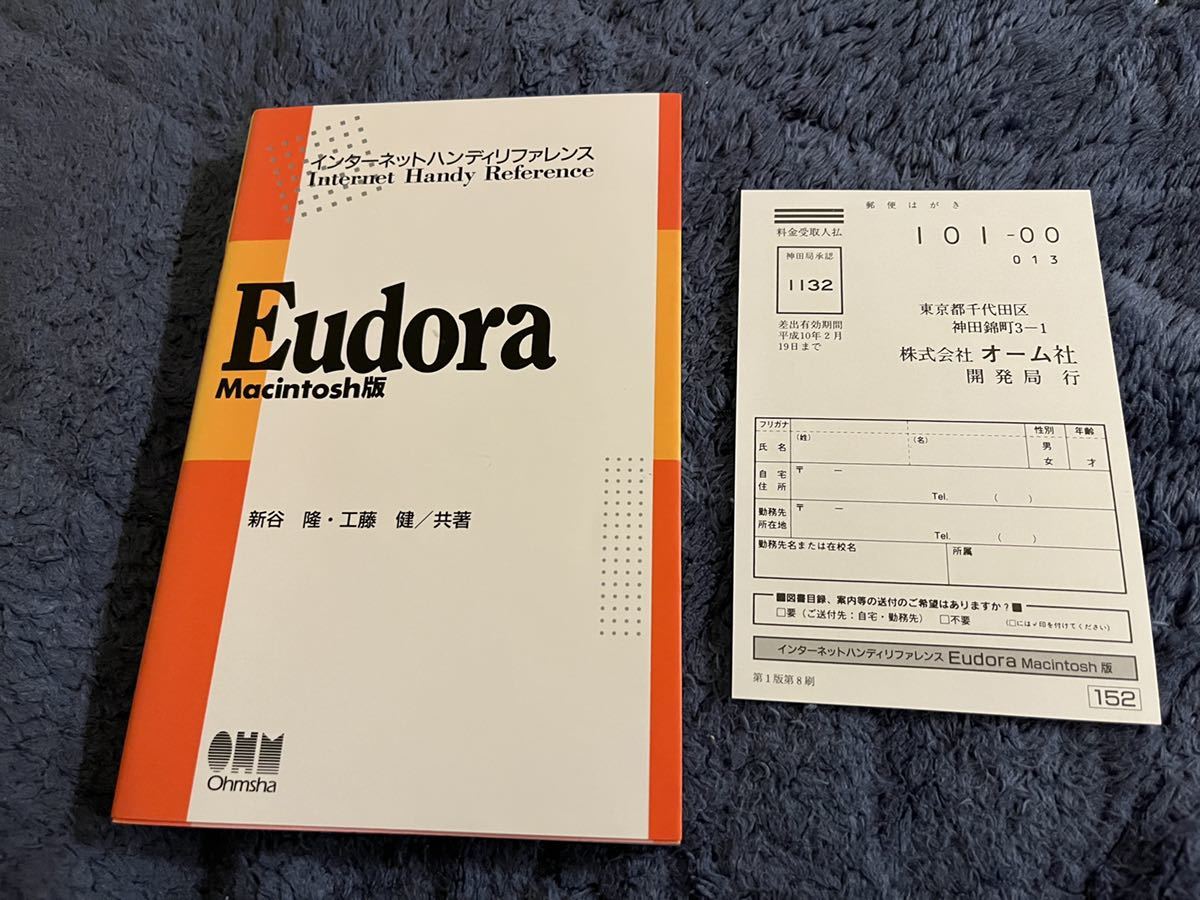 インターネットハンディリファレンス
Internet Handy Reference
Eudora
Macintosh版
新谷 隆・工藤 健／共著
OHM
Ohmsha
郵便はがき
料金受取人払
101-00
013
神田局承認
1132
差出有効期間
平成10年2月
19日まで
東京都千代田区
神田錦町3-1
株式会社 オーム社
開発局 行
フリガナ
氏名
(姓)
(名)
性別
男
女
年齢
才
自宅
住所
〒 ー
Tel. ( )
勤務先
所在地
〒 ー
Tel. ( )
勤務先名または在校名
所属
■図書目録、案内等の送付のご希望はありますか？■
□要（ご送付先：自宅・勤務先） □不要 (□には✓印を付けてください)
インターネットハンディリファレンス Eudora Macintosh 版
第1版第8刷
152